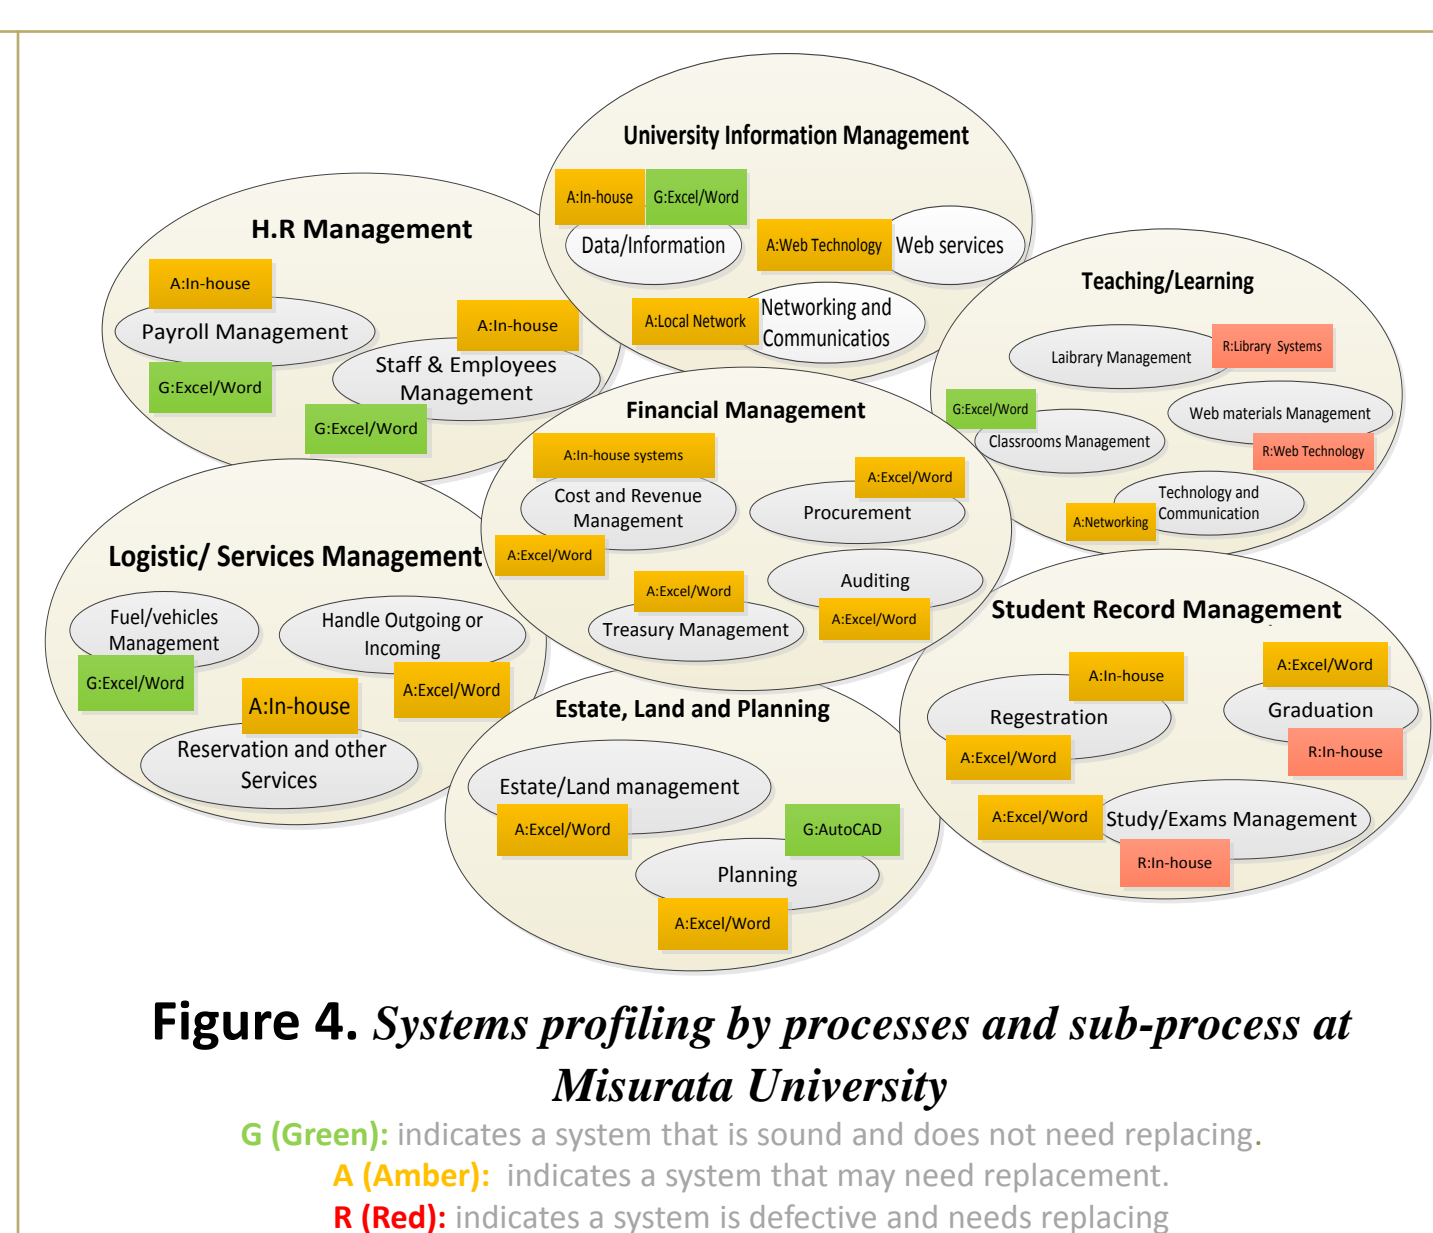 University Information Management
A:In-house
G:Excel/Word
Data/Information
A:Web Technology
Web services
A:Local Network
Networking and
Communicatios
H.R Management
A:In-house
Payroll Management
G:Excel/Word
A:In-house
Staff & Employees
Management
G:Excel/Word
Teaching/Learning
Laibrary Management
R:Library Systems
G:Excel/Word
Classrooms Management
Web materials Management
R:Web Technology
Technology and
Communication
A:Networking
Financial Management
A:In-house systems
Cost and Revenue
Management
A:Excel/Word
A:Excel/Word
Procurement
Auditing
A:Excel/Word
A:Excel/Word
Treasury Management
Logistic/ Services Management
Fuel/vehicles
Management
G:Excel/Word
Handle Outgoing or
Incoming
A:Excel/Word
A:In-house
Reservation and other
Services
Student Record Management
A:In-house
Regestration
A:Excel/Word
A:Excel/Word
Graduation
R:In-house
A:Excel/Word
Study/Exams Management
R:In-house
Estate, Land and Planning
Estate/Land management
A:Excel/Word
G:AutoCAD
Planning
A:Excel/Word
Figure 4. Systems profiling by processes and sub-process at
Misurata University
G (Green): indicates a system that is sound and does not need replacing.
A (Amber): indicates a system that may need replacement.
R (Red): indicates a system is defective and needs replacing